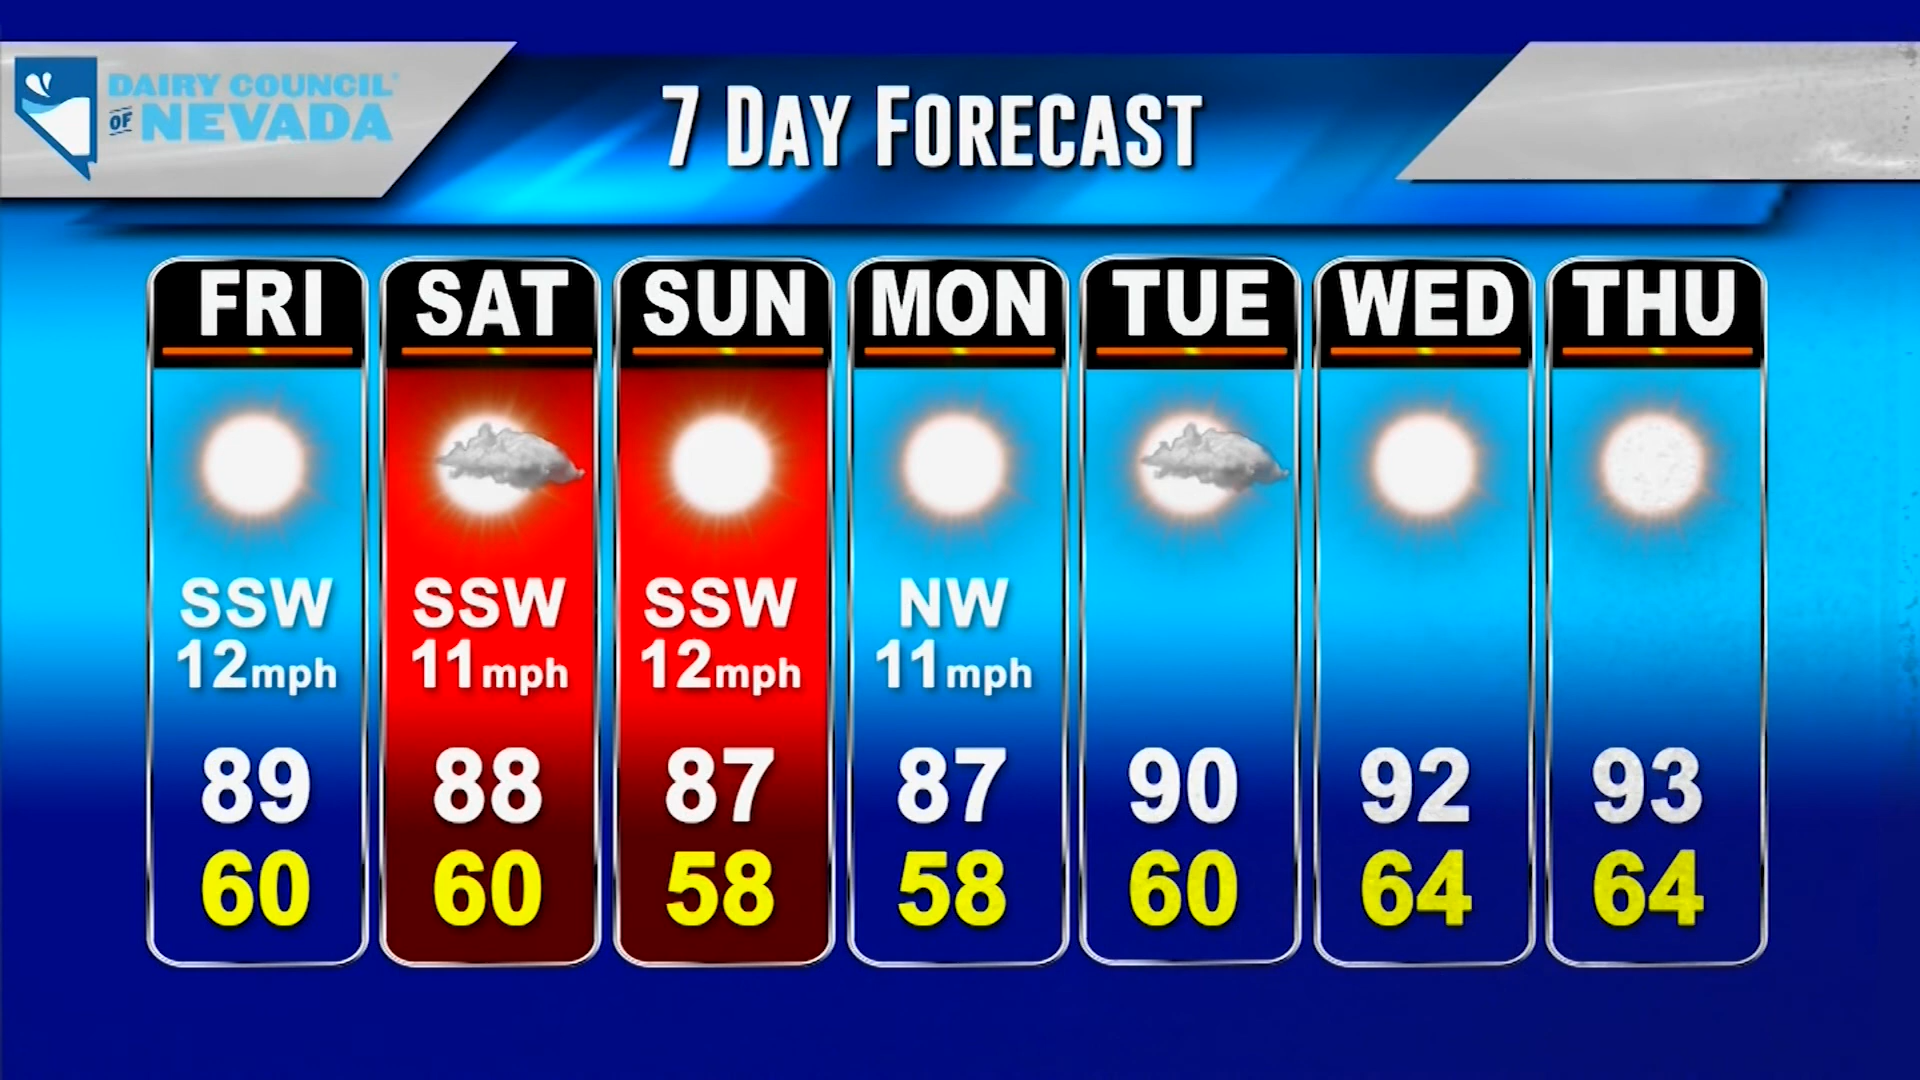 DAIRY COUNCIL
OF NEVADA
7 DAY FORECAST
FRI SAT SUN MON TUE WED THU
SSW SSW SSW NW
12mph 11mph 12mph 11mph
89 88 87 87 90 92 93
60 60 58 58 60 64 64